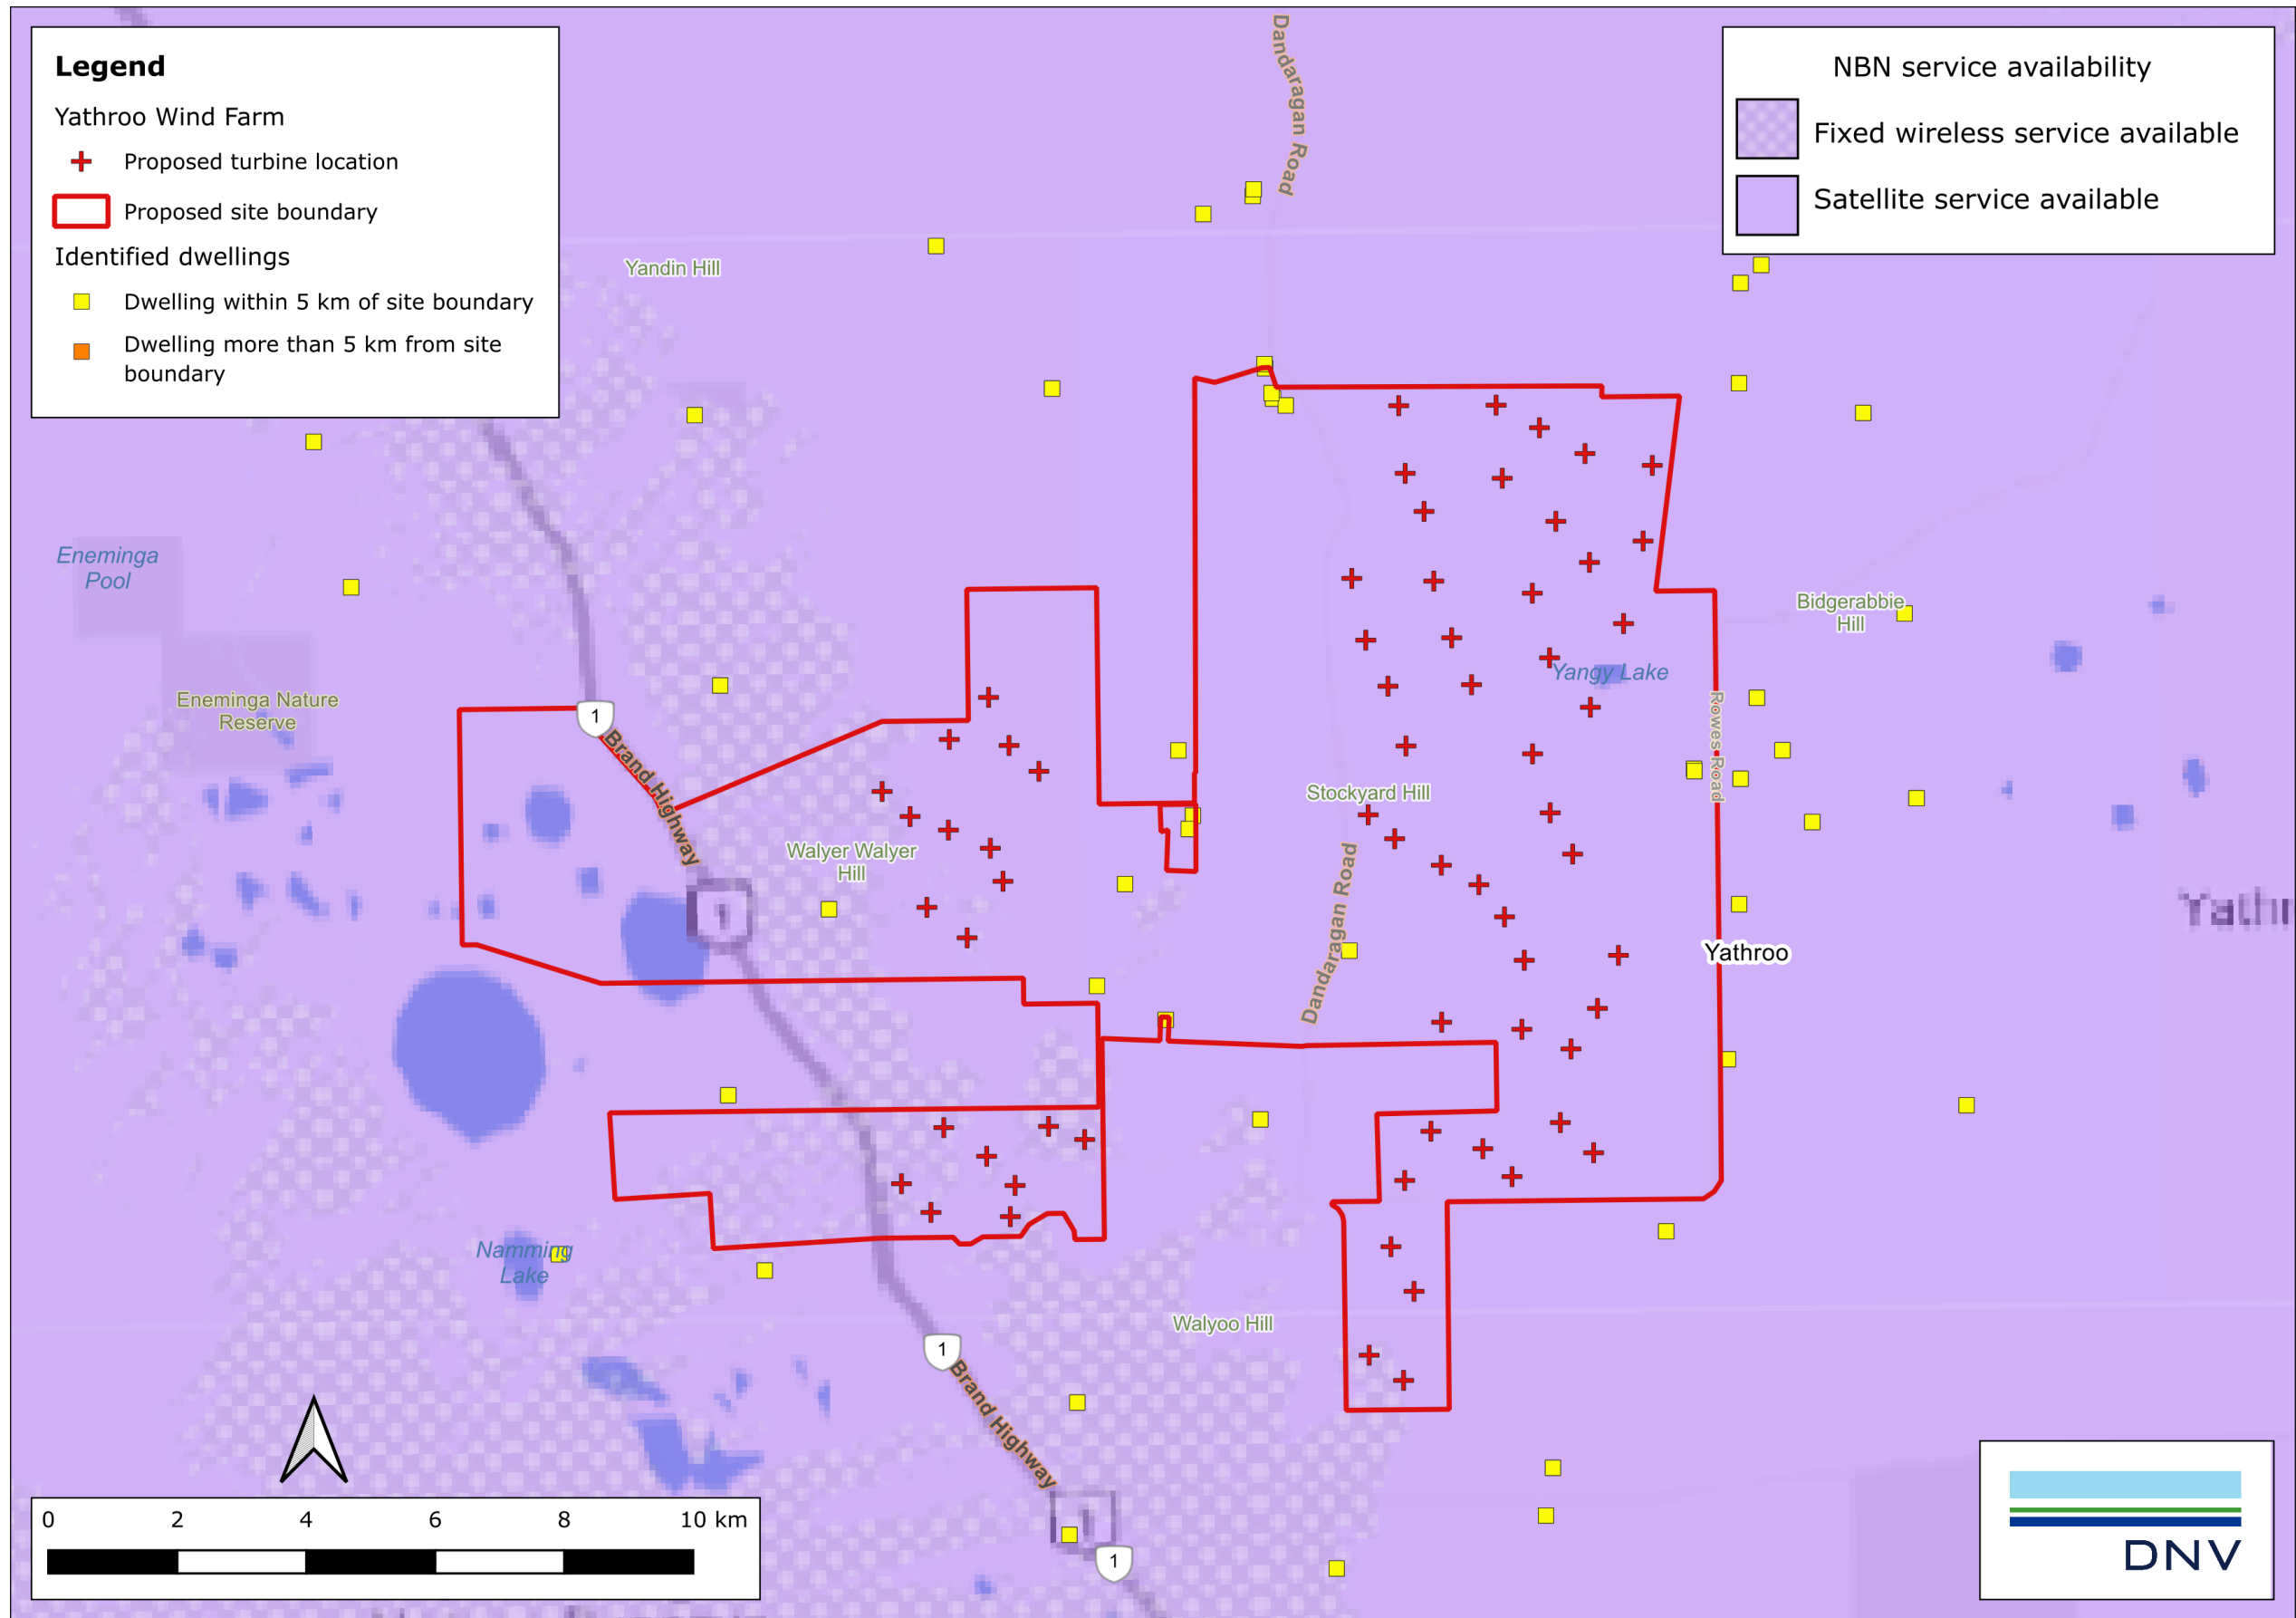 Legend
Yathroo Wind Farm
Proposed turbine location
Proposed site boundary
Identified dwellings
Dwelling within 5 km of site boundary
Dwelling more than 5 km from site
boundary
NBN service availability
Fixed wireless service available
Satellite service available
Dandaragan Road
Yandin Hill
Eneminga
Pool
Bidgerabbie
Hill
Yangy Lake
Eneminga Nature
Reserve
1
Brand Highway
Rowes Road
Stockyard Hill
Walyer Walyer
Hill
Dandaragan Road
Yathroo
Namming
Lake
Walyoo Hill
1
Brand Highway
1
0 2 4 6 8 10 km
DNV